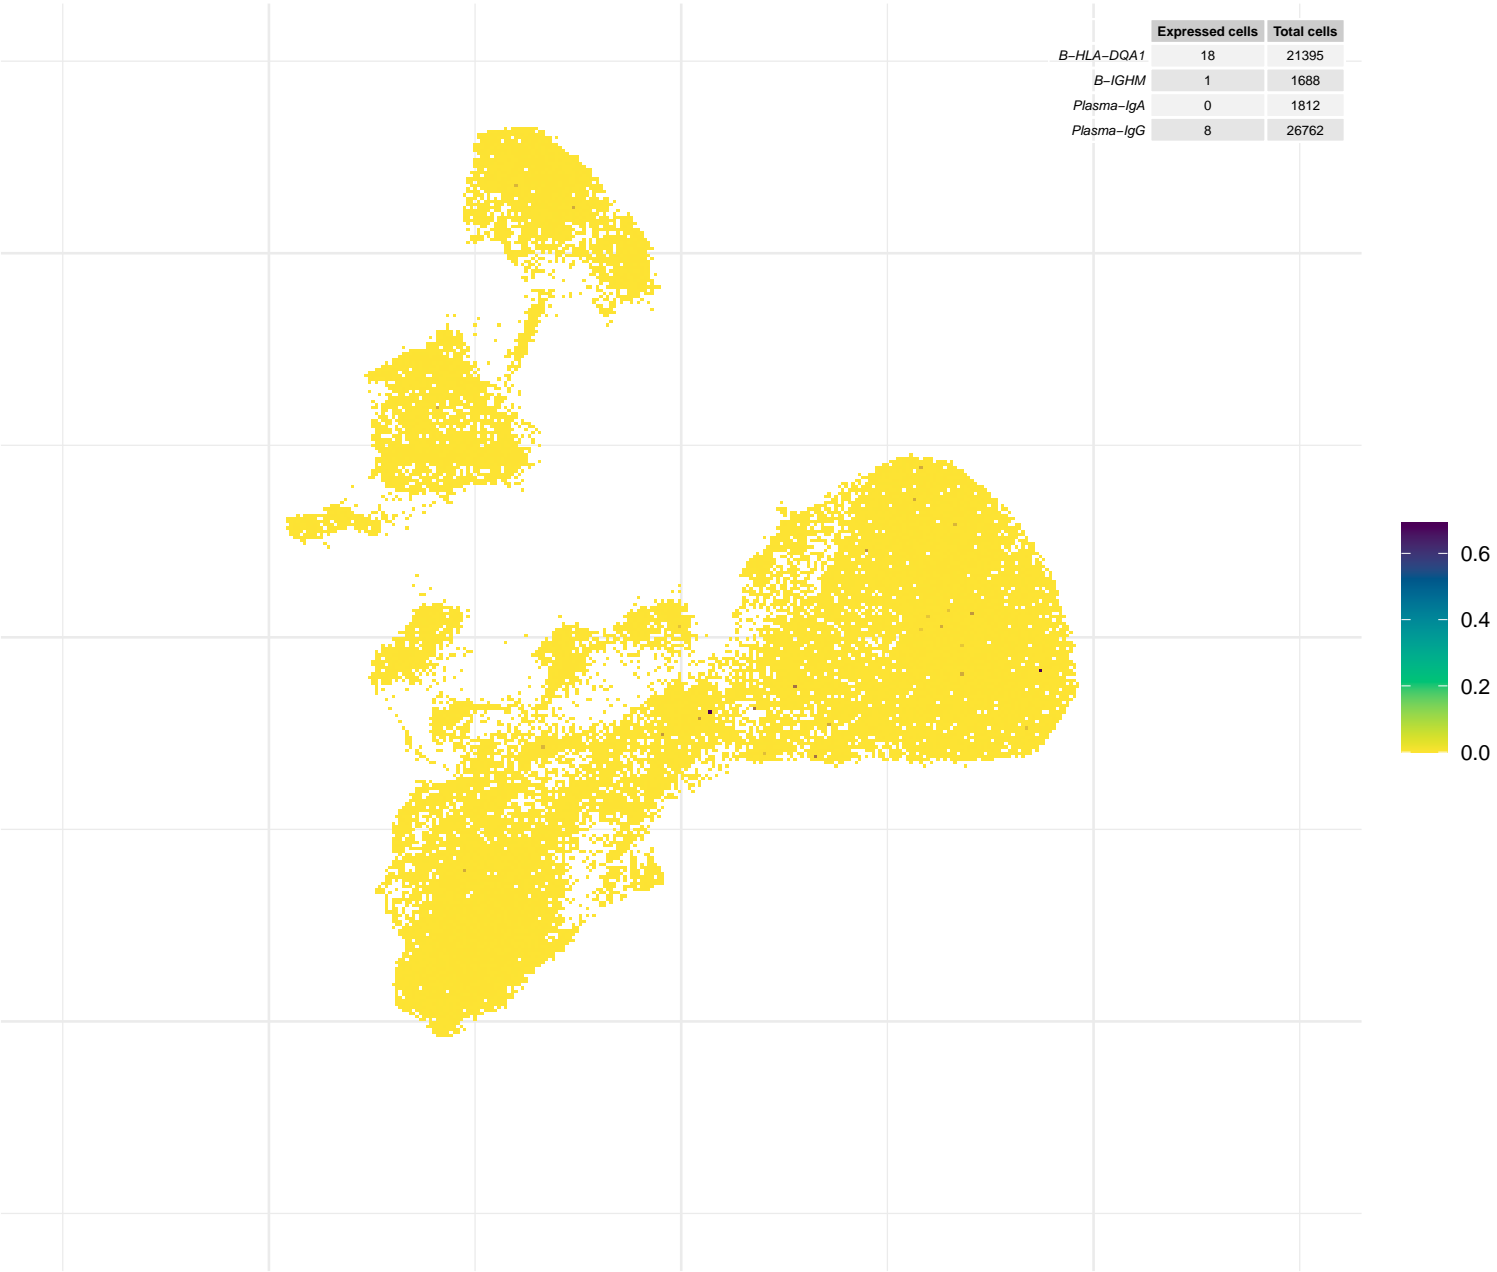 Expressed cells Total cells
B−HLA−DQA1 18 21395
B−IGHM 1 1688
Plasma−IgA 0 1812
Plasma−IgG 8 26762
0.6
0.4
0.2
0.0